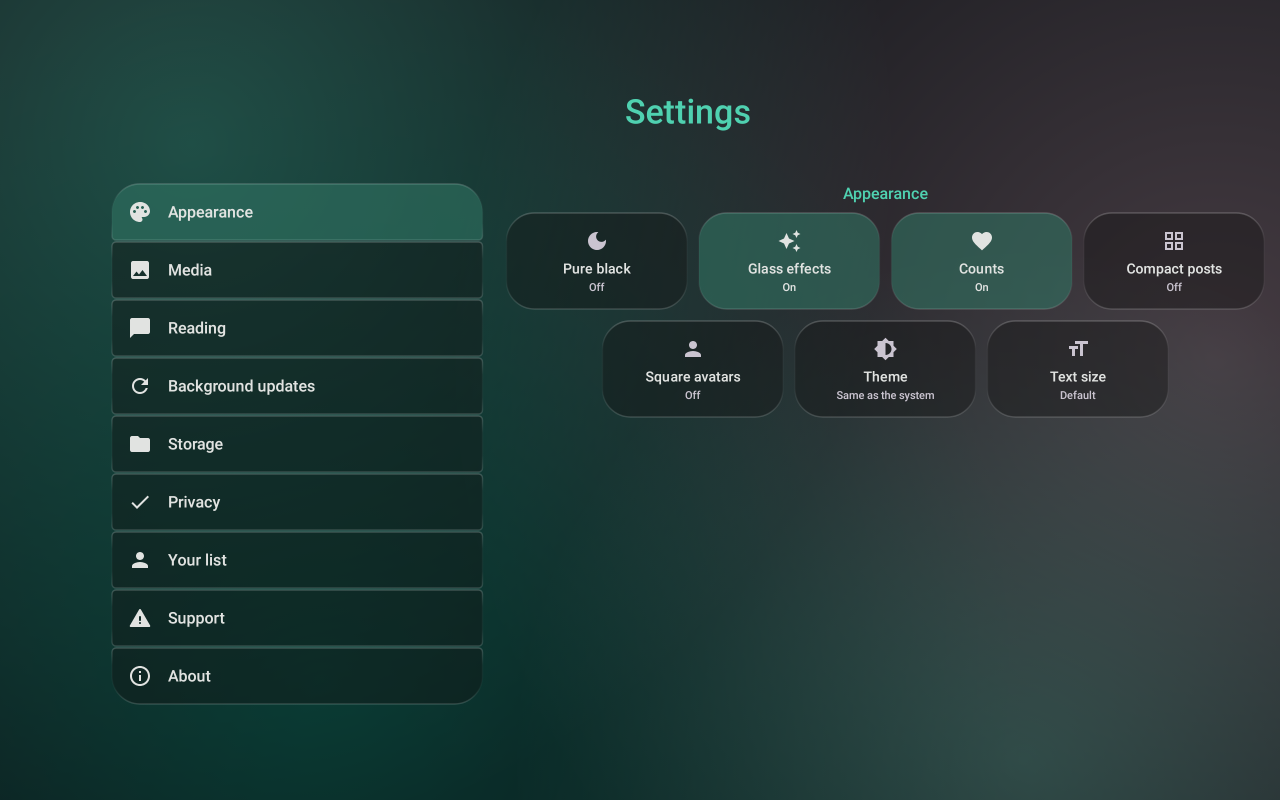 Settings
Appearance
Media
Reading
Background updates
Storage
Privacy
Your list
Support
About
Appearance
Pure black
Off
Glass effects
On
Counts
On
Compact posts
Off
Square avatars
Off
Theme
Same as the system
Text size
Default